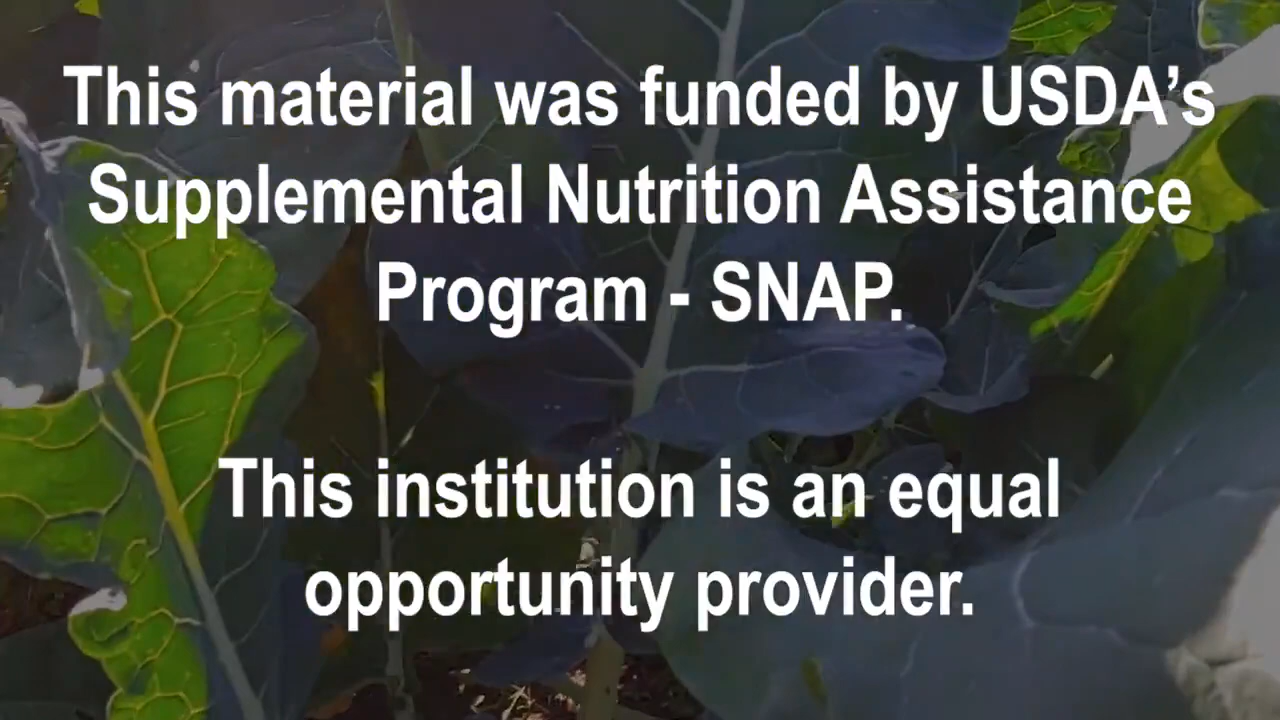 This material was funded by USDA’s
Supplemental Nutrition Assistance
Program - SNAP.
This institution is an equal
opportunity provider.